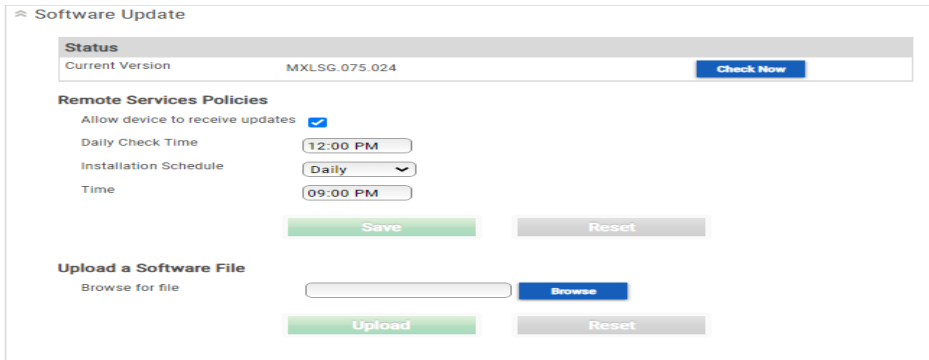 Software Update
Status
Current Version MXLSG.075.024 Check Now
Remote Services Policies
Allow device to receive updates
Daily Check Time 12:00 PM
Installation Schedule Daily
Time 09:00 PM
Save Reset
Upload a Software File
Browse for file Browse
Upload Reset